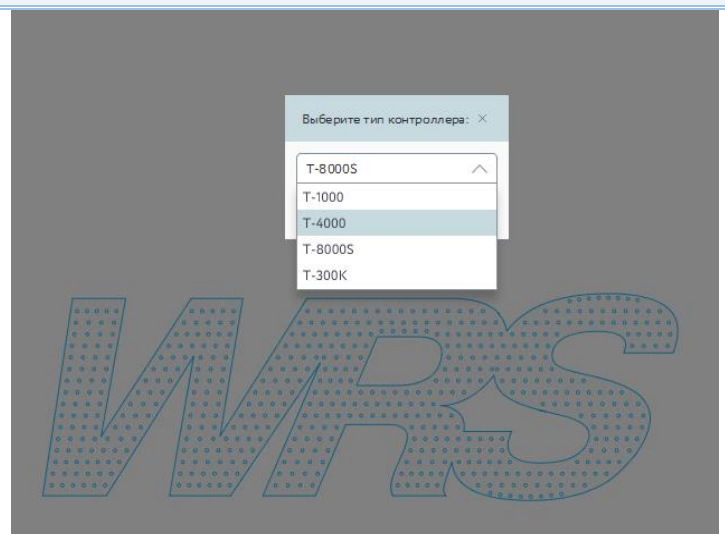 Выберите тип контроллера:
T-8000S
T-1000
T-4000
T-8000S
T-300K
WRS